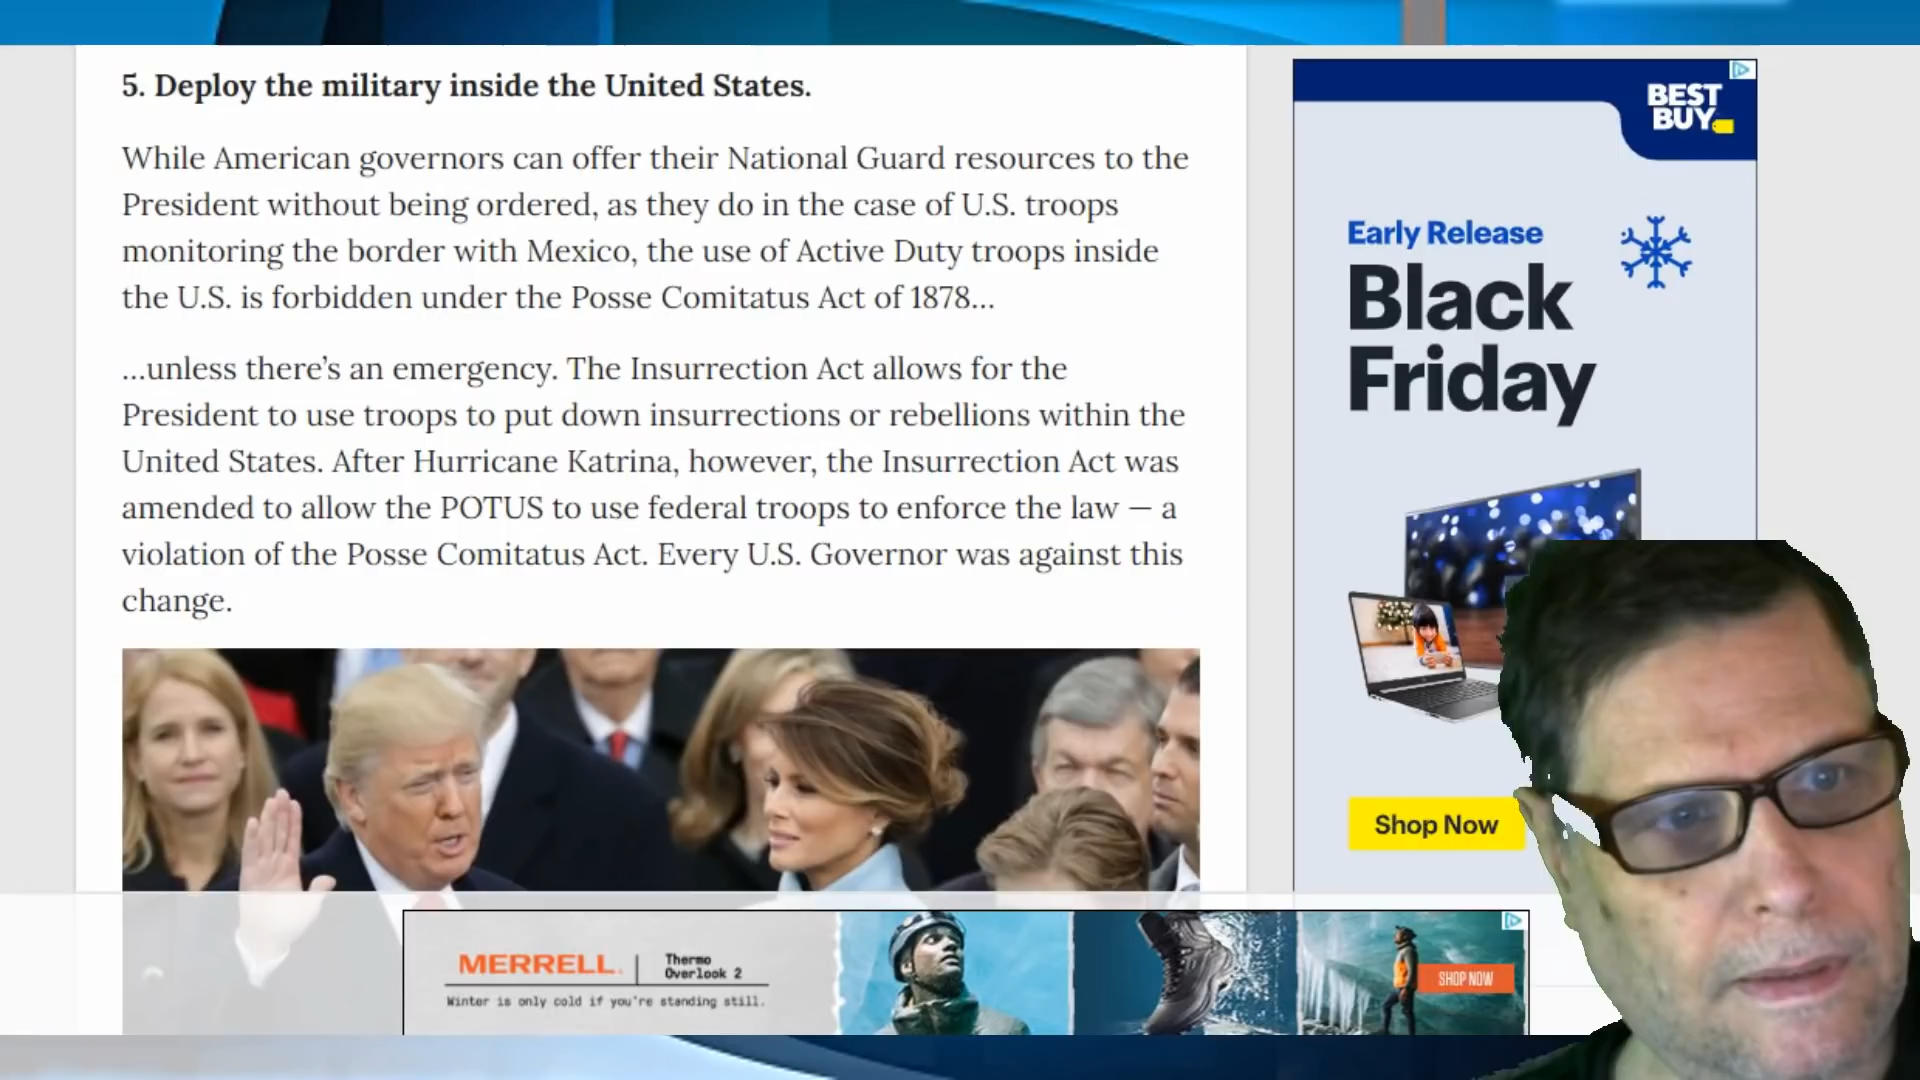 5. Deploy the military inside the United States.
While American governors can offer their National Guard resources to the
President without being ordered, as they do in the case of U.S. troops
monitoring the border with Mexico, the use of Active Duty troops inside
the U.S. is forbidden under the Posse Comitatus Act of 1878…
…unless there’s an emergency. The Insurrection Act allows for the
President to use troops to put down insurrections or rebellions within the
United States. After Hurricane Katrina, however, the Insurrection Act was
amended to allow the POTUS to use federal troops to enforce the law — a
violation of the Posse Comitatus Act. Every U.S. Governor was against this
change.
BEST
BUY
Early Release
Black
Friday
Shop Now
MERRELL
Thermo
Overlook 2
Winter is only cold if you're standing still.
SHOP NOW